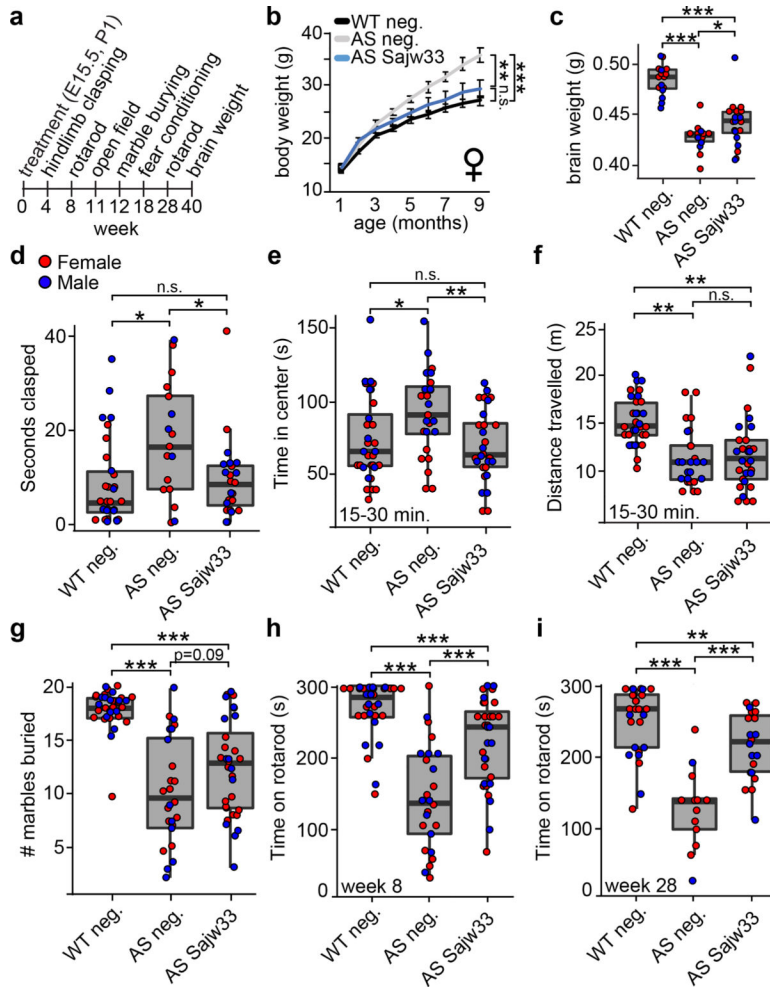 a
treatment (E15.5, P1)
hindlimb clasping
rotarod
open field
marble burying
fear conditioning
rotarod
brain weight
0 4 8 11 12 18 28 40
week
b
WT neg.
AS neg.
AS Sajw33
body weight (g)
40
30
20
10
1 3 5 7 9
age (months)
***
**
n.s.
♀
c
brain weight (g)
0.50
0.45
0.40
***
***
*
WT neg.
AS neg.
AS Sajw33
d
Female
Male
n.s.
*
*
Seconds clasped
40
20
0
WT neg.
AS neg.
AS Sajw33
e
n.s.
*
**
Time in center (s)
150
100
50
0
15-30 min.
WT neg.
AS neg.
AS Sajw33
f
**
**
n.s.
Distance travelled (m)
25
20
15
10
15-30 min.
WT neg.
AS neg.
AS Sajw33
g
***
***
p=0.09
# marbles buried
20
15
10
5
WT neg.
AS neg.
AS Sajw33
h
***
***
***
Time on rotarod (s)
300
200
100
0
week 8
WT neg.
AS neg.
AS Sajw33
i
**
***
***
Time on rotarod (s)
300
200
100
0
week 28
WT neg.
AS neg.
AS Sajw33